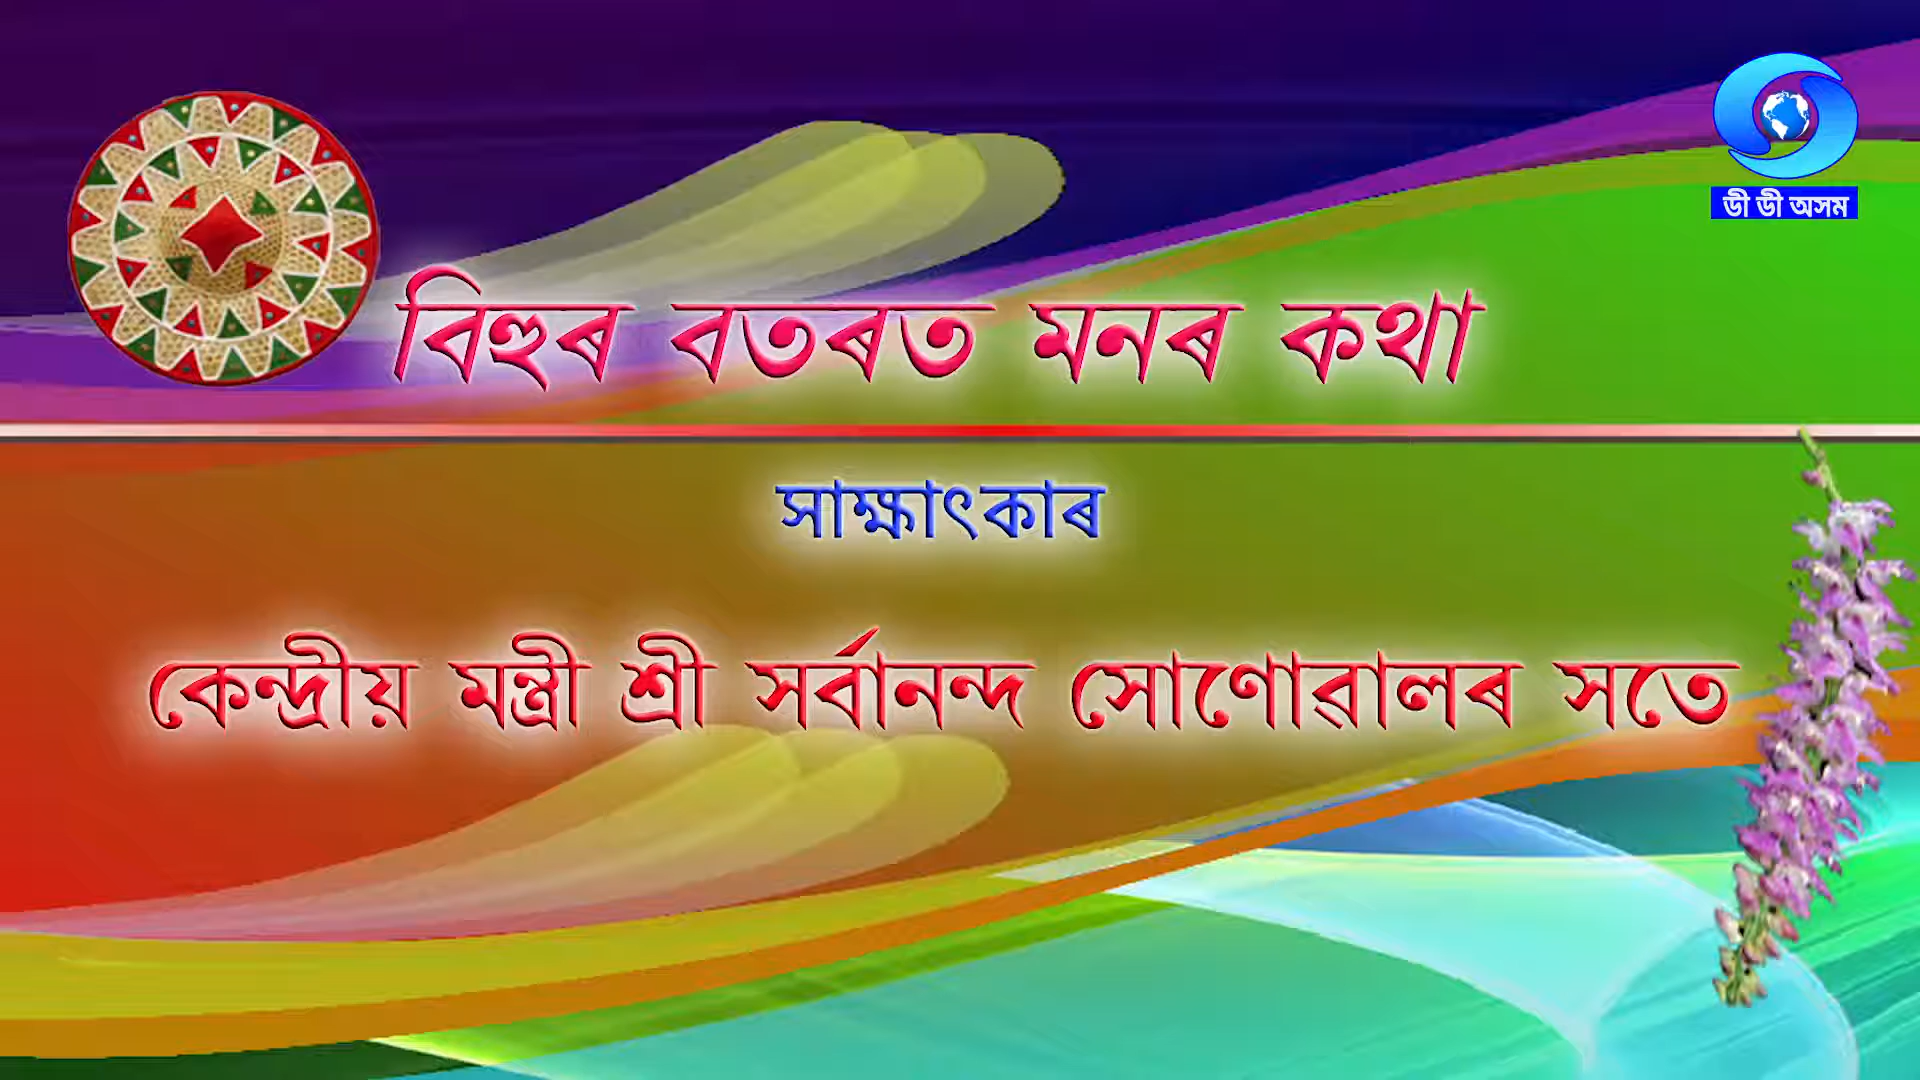 ডী ডী অসম
বিহুৰ বতৰত মনৰ কথা
সাক্ষাৎকাৰ
কেন্দ্ৰীয় মন্ত্ৰী শ্ৰী সৰ্বানন্দ সোণোৱালৰ সতে